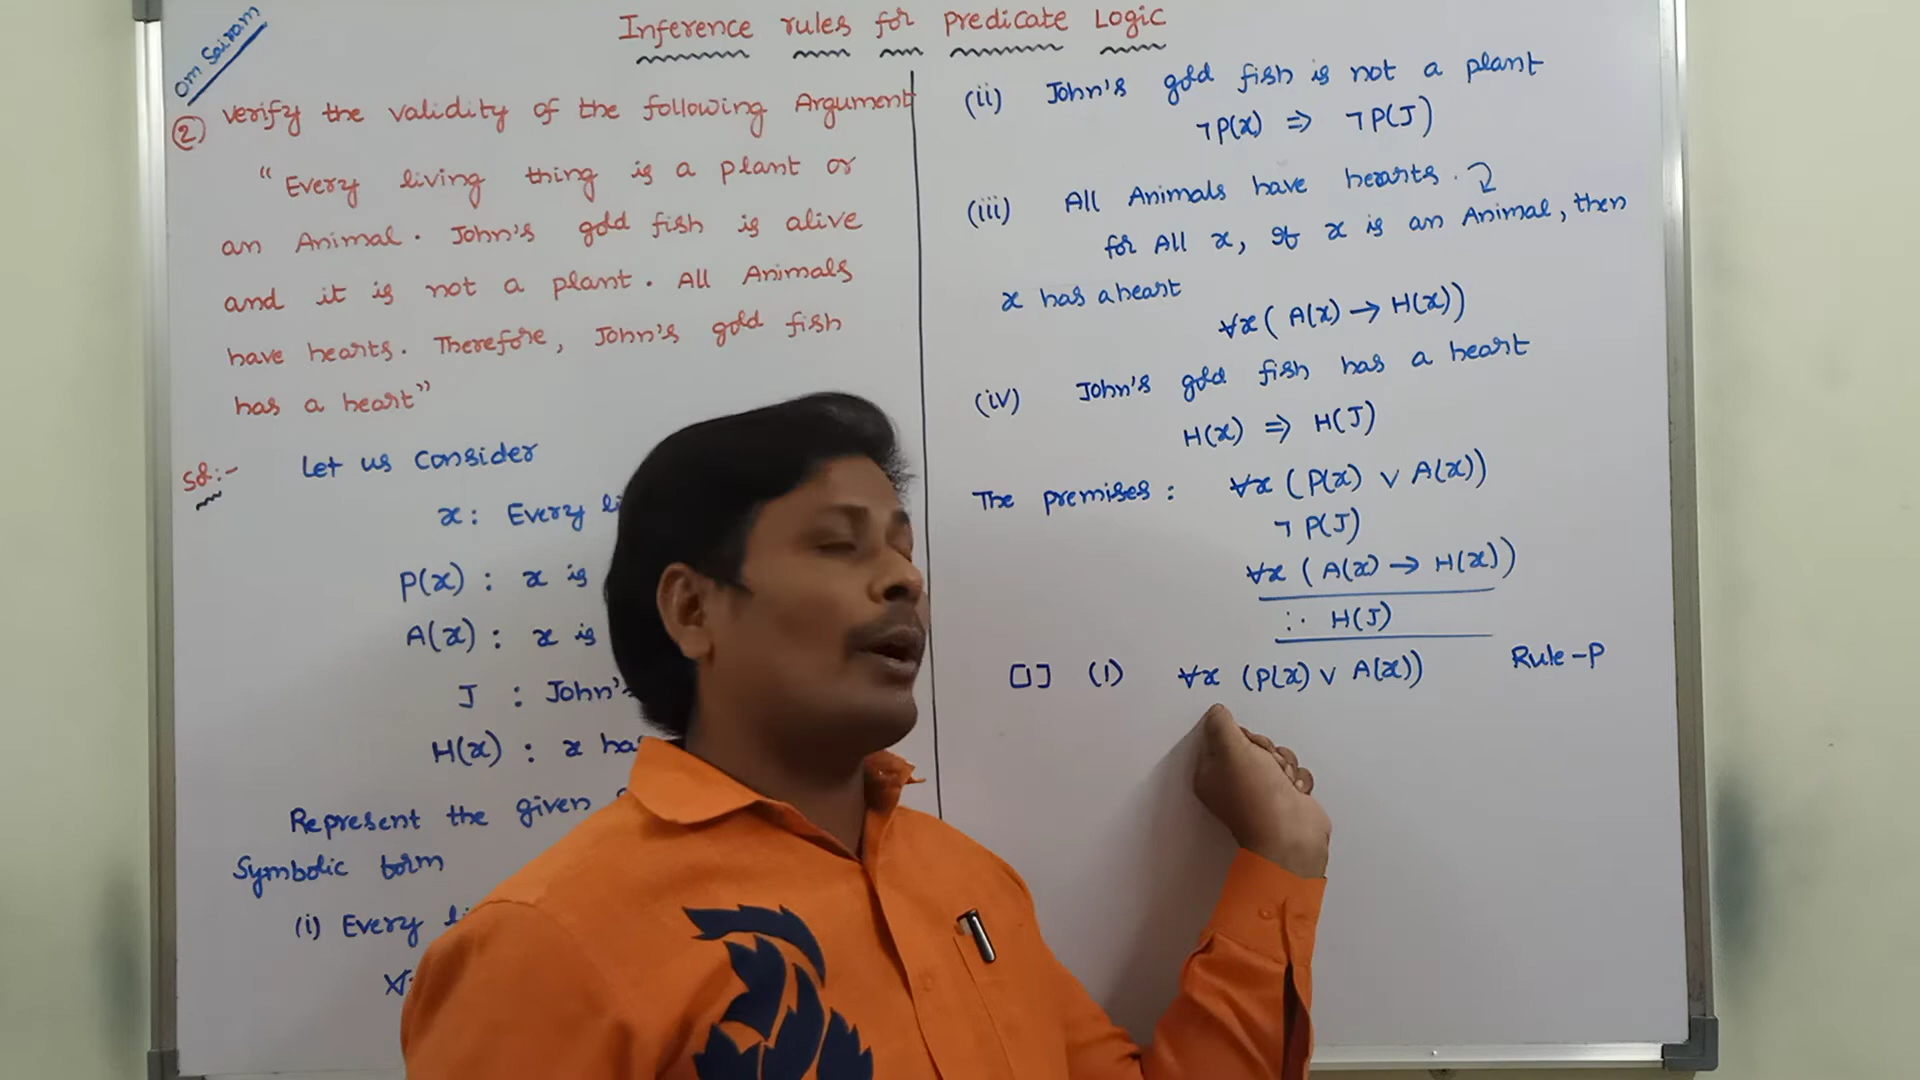 Om Sairam
Inference rules for predicate Logic
② verify the validity of the following Argument
"Every living thing is a plant or
an Animal. John's gold fish is alive
and it is not a plant. All Animals
have hearts. Therefore, John's gold fish
has a heart"
Sol:- Let us consider
x: Every
P(x) : x is
A(x) : x is
J : John's
H(x) : x
Represent the given
Symbolic form
(i) Every
(ii) John's gold fish is not a plant
¬P(x) ⇒ ¬P(J)
(iii) All Animals have hearts.
for All x, If x is an Animal, then
x has a heart
∀x ( A(x) → H(x))
(iv) John's gold fish has a heart
H(x) ⇒ H(J)
The premises : ∀x ( P(x) ∨ A(x))
¬ P(J)
∀x ( A(x) → H(x))
∴ H(J)
(1) ∀x (P(x) ∨ A(x)) Rule-P